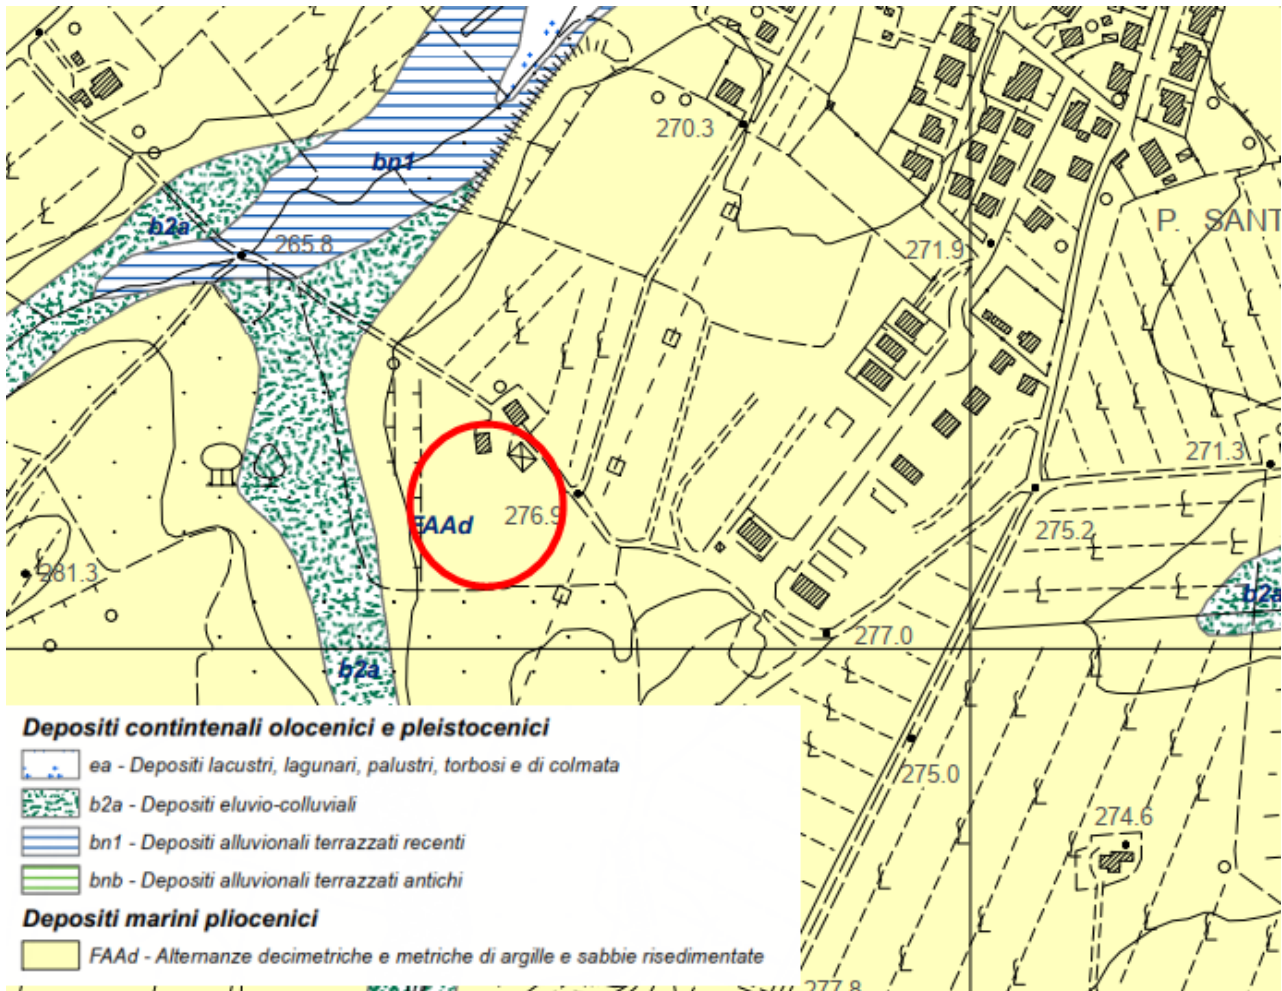 270.3
bn1
b2a
265.8
P. SANT
271.9
271.3
276.9
FAAd
275.2
281.3
b2a
277.0
b2a
Depositi contintenali olocenici e pleistocenici
ea - Depositi lacustri, lagunari, palustri, torbosi e di colmata
b2a - Depositi eluvio-colluviali
275.0
bn1 - Depositi alluvionali terrazzati recenti
274.6
bnb - Depositi alluvionali terrazzati antichi
Depositi marini pliocenici
FAAd - Alternanze decimetriche e metriche di argille e sabbie risedimentate
277.8